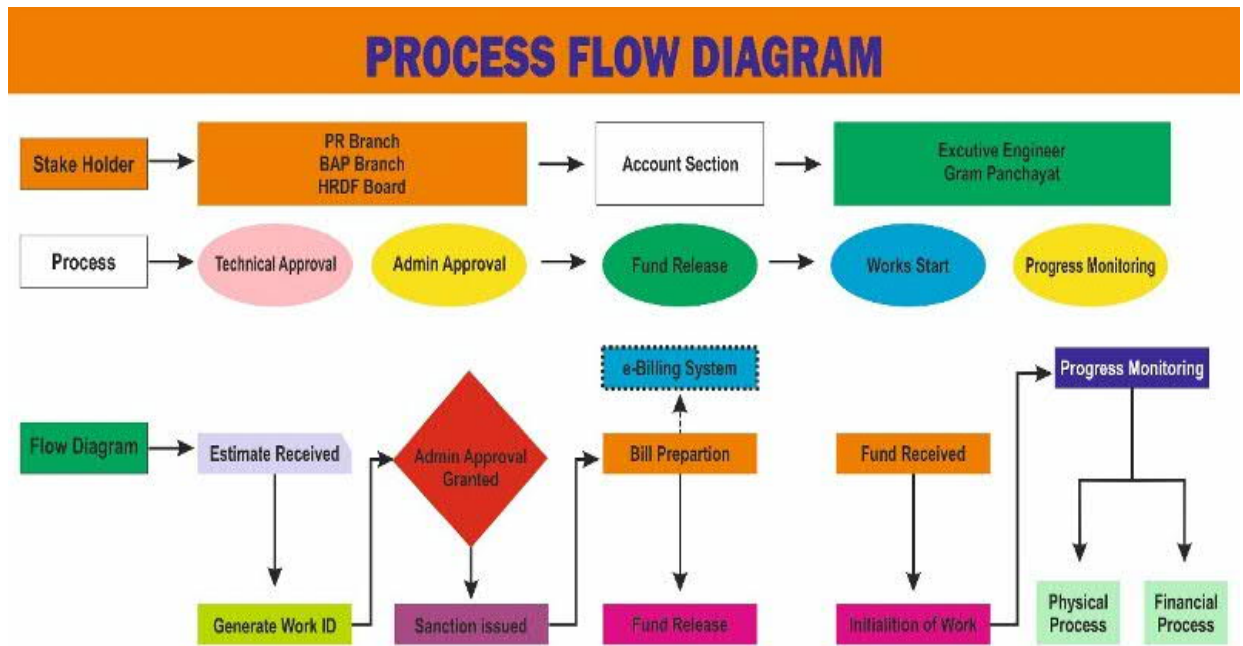 PROCESS FLOW DIAGRAM
Stake Holder
PR Branch
BAP Branch
HRDF Board
Account Section
Excutive Engineer
Gram Panchayat
Process
Technical Approval
Admin Approval
Fund Release
Works Start
Progress Monitoring
e-Billing System
Progress Monitoring
Flow Diagram
Estimate Received
Admin Approval
Granted
Bill Prepartion
Fund Received
Generate Work ID
Sanction issued
Fund Release
Initialition of Work
Physical
Process
Financial
Process